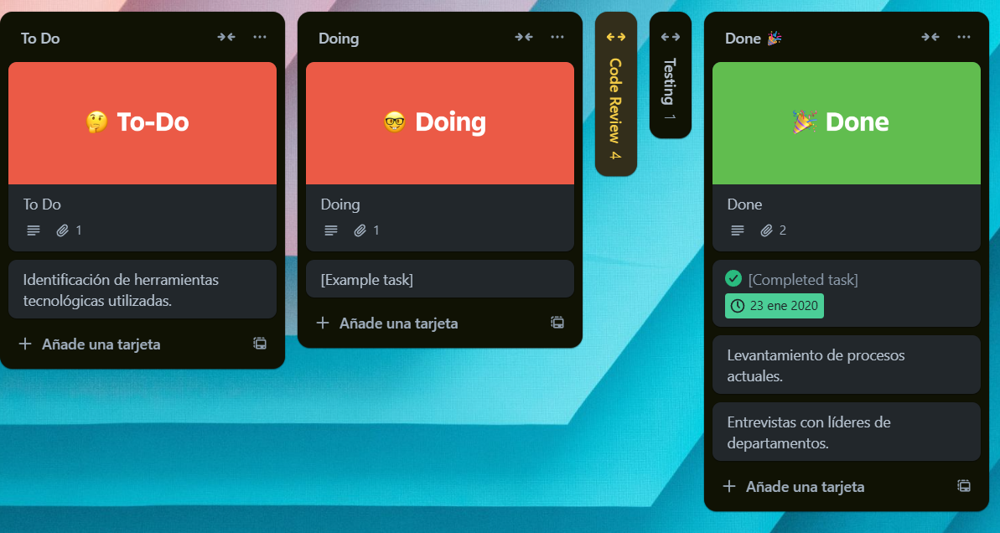 To Do
🤔 To-Do
To Do
1
Identificación de herramientas
tecnológicas utilizadas.
Añade una tarjeta
Doing
🤓 Doing
Doing
1
[Example task]
Añade una tarjeta
Code Review 4
Testing 1
Done 🎉
🎉 Done
Done
2
[Completed task]
23 ene 2020
Levantamiento de procesos
actuales.
Entrevistas con líderes de
departamentos.
Añade una tarjeta